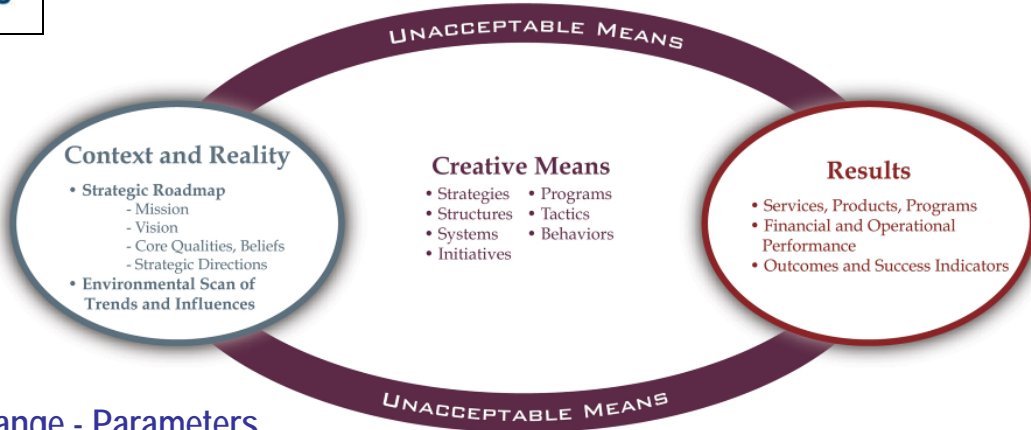 UNACCEPTABLE MEANS
Context and Reality
• Strategic Roadmap
- Mission
- Vision
- Core Qualities, Beliefs
- Strategic Directions
• Environmental Scan of
Trends and Influences
Creative Means
• Strategies • Programs
• Structures • Tactics
• Systems • Behaviors
• Initiatives
Results
• Services, Products, Programs
• Financial and Operational
Performance
• Outcomes and Success Indicators
UNACCEPTABLE MEANS
- Parameters